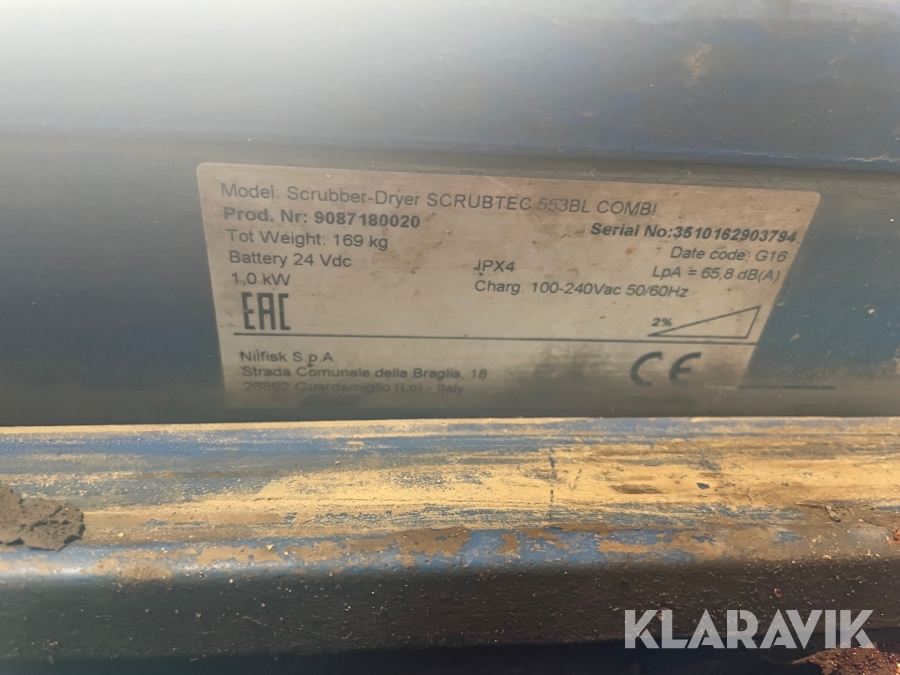 Model: Scrubber-Dryer SCRUBTEC 553BL COMBI
Prod. Nr: 9087180020
Serial No:3510162903794
Tot Weight: 169 kg
Date code: G16
Battery 24 Vdc
IPX4
LpA = 65,8 dB(A)
1,0 kW
Charg. 100-240Vac 50/60Hz
EAC
2%
Nilfisk S.p.A.
Strada Comunale della Braglia, 18
26862 Guardamiglio (Lo) - Italy
CE
KLARAVIK